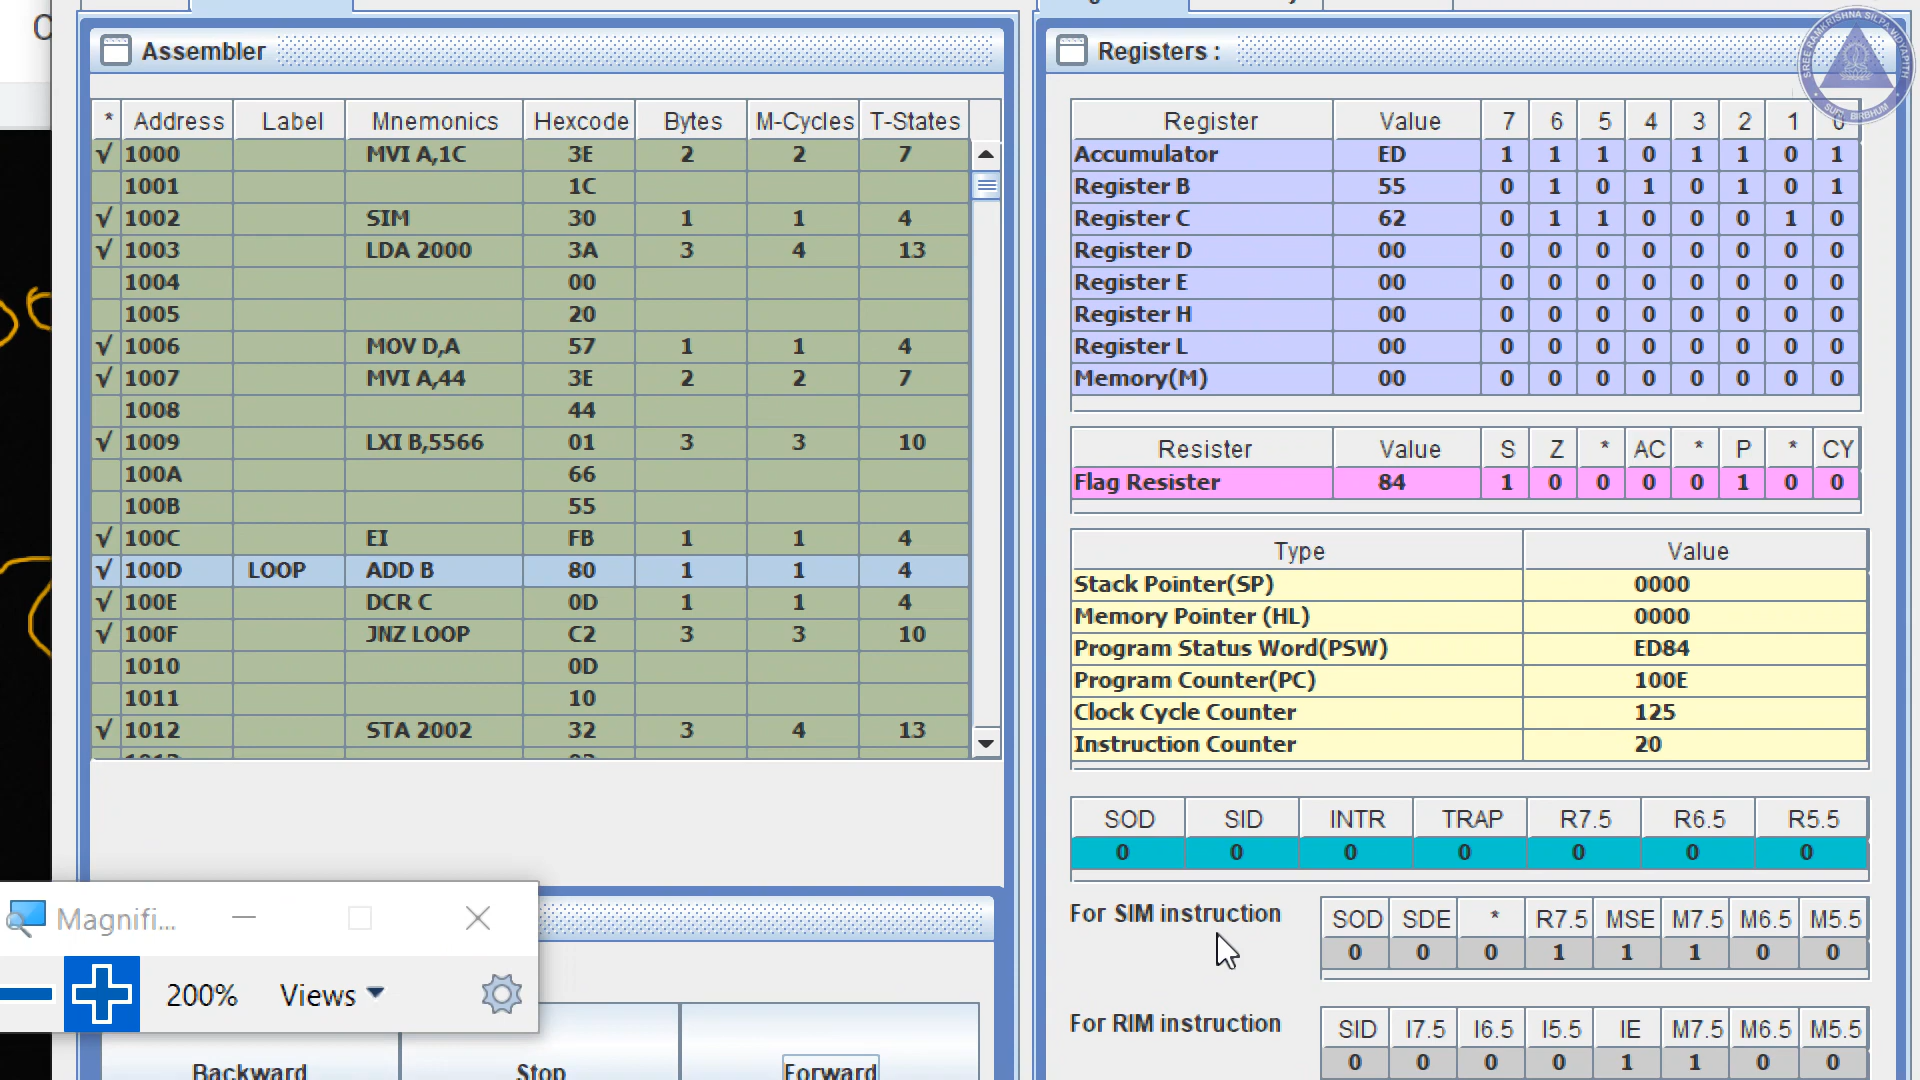 Assembler
* Address Label Mnemonics Hexcode Bytes M-Cycles T-States
√ 1000 MVI A,1C 3E 2 2 7
1001 1C
√ 1002 SIM 30 1 1 4
√ 1003 LDA 2000 3A 3 4 13
1004 00
1005 20
√ 1006 MOV D,A 57 1 1 4
√ 1007 MVI A,44 3E 2 2 7
1008 44
√ 1009 LXI B,5566 01 3 3 10
100A 66
100B 55
√ 100C EI FB 1 1 4
√ 100D LOOP ADD B 80 1 1 4
√ 100E DCR C 0D 1 1 4
√ 100F JNZ LOOP C2 3 3 10
1010 0D
1011 10
√ 1012 STA 2002 32 3 4 13
Magnifi...
200% Views
Backward Stop Forward
Registers :
SREE RAMKRISHNA SILPA VIDYAPITH
SURI, BIRBHUM
Register Value 7 6 5 4 3 2 1 0
Accumulator ED 1 1 1 0 1 1 0 1
Register B 55 0 1 0 1 0 1 0 1
Register C 62 0 1 1 0 0 0 1 0
Register D 00 0 0 0 0 0 0 0 0
Register E 00 0 0 0 0 0 0 0 0
Register H 00 0 0 0 0 0 0 0 0
Register L 00 0 0 0 0 0 0 0 0
Memory(M) 00 0 0 0 0 0 0 0 0
Resister Value S Z * AC * P * CY
Flag Resister 84 1 0 0 0 0 1 0 0
Type Value
Stack Pointer(SP) 0000
Memory Pointer (HL) 0000
Program Status Word(PSW) ED84
Program Counter(PC) 100E
Clock Cycle Counter 125
Instruction Counter 20
SOD SID INTR TRAP R7.5 R6.5 R5.5
0 0 0 0 0 0 0
For SIM instruction
SOD SDE * R7.5 MSE M7.5 M6.5 M5.5
0 0 0 1 1 1 0 0
For RIM instruction
SID I7.5 I6.5 I5.5 IE M7.5 M6.5 M5.5
0 0 0 0 1 1 0 0